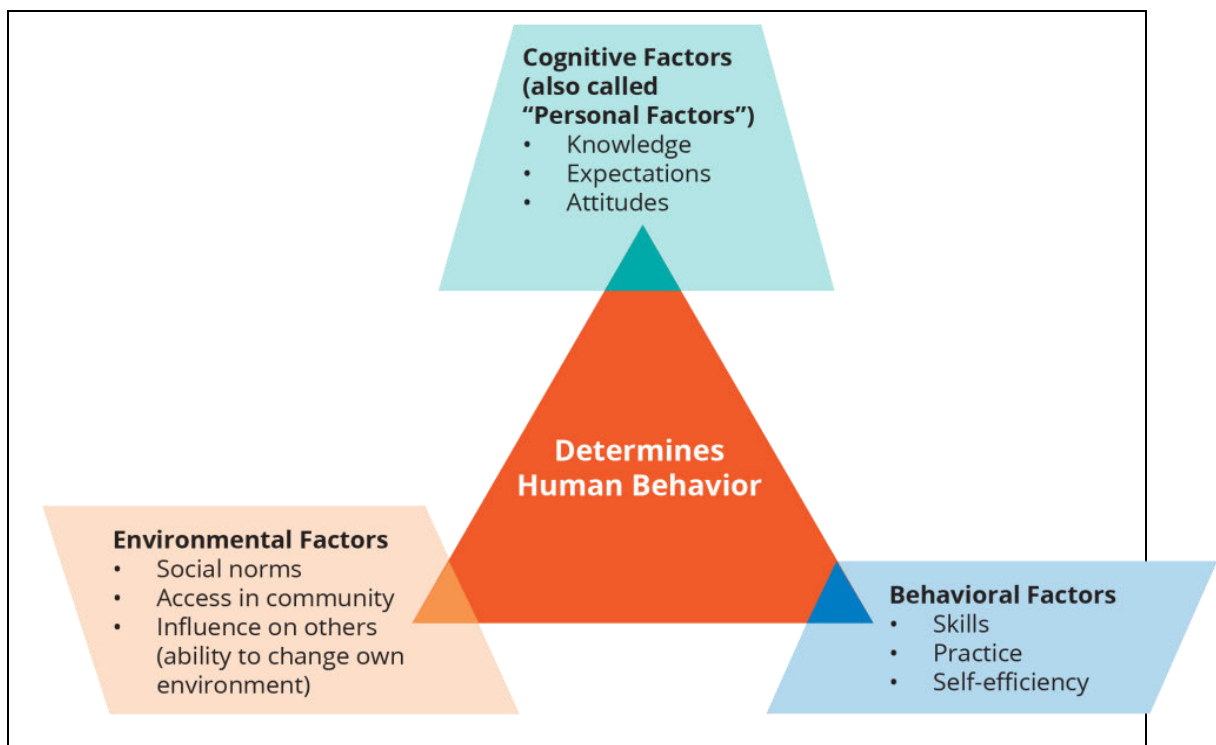 Cognitive Factors
(also called
“Personal Factors”)
• Knowledge
• Expectations
• Attitudes
Determines
Human Behavior
Environmental Factors
• Social norms
• Access in community
• Influence on others
(ability to change own
environment)
Behavioral Factors
• Skills
• Practice
• Self-efficiency